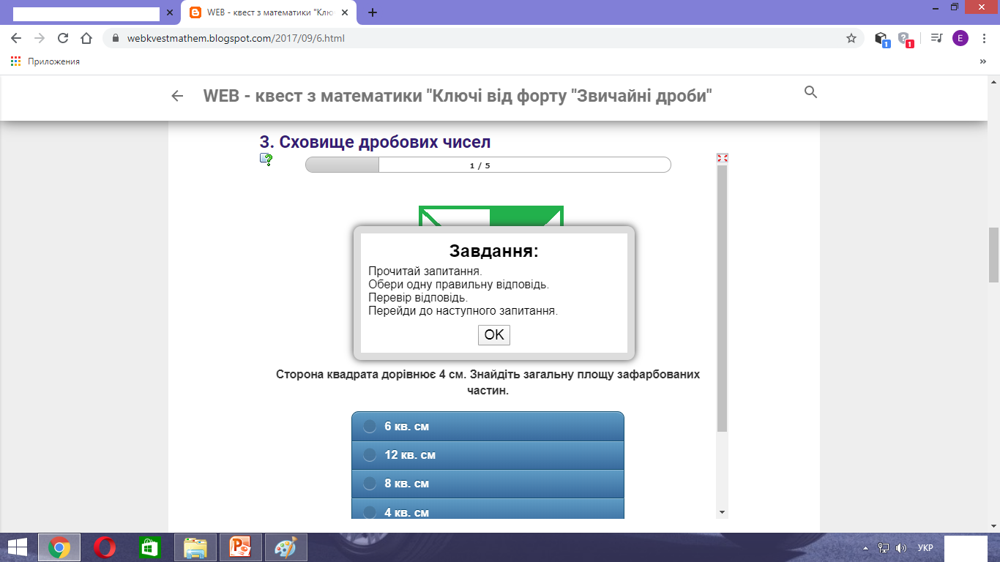 WEB - квест з математики "Клю
webkvestmathem.blogspot.com/2017/09/6.html
E
1
1
Приложения
WEB - квест з математики "Ключі від форту "Звичайні дроби"
3. Сховище дробових чисел
1 / 5
Завдання:
Прочитай запитання.
Обери одну правильну відповідь.
Перевір відповідь.
Перейди до наступного запитання.
OK
Сторона квадрата дорівнює 4 см. Знайдіть загальну площу зафарбованих
частин.
6 кв. см
12 кв. см
8 кв. см
4 кв. см
УКР